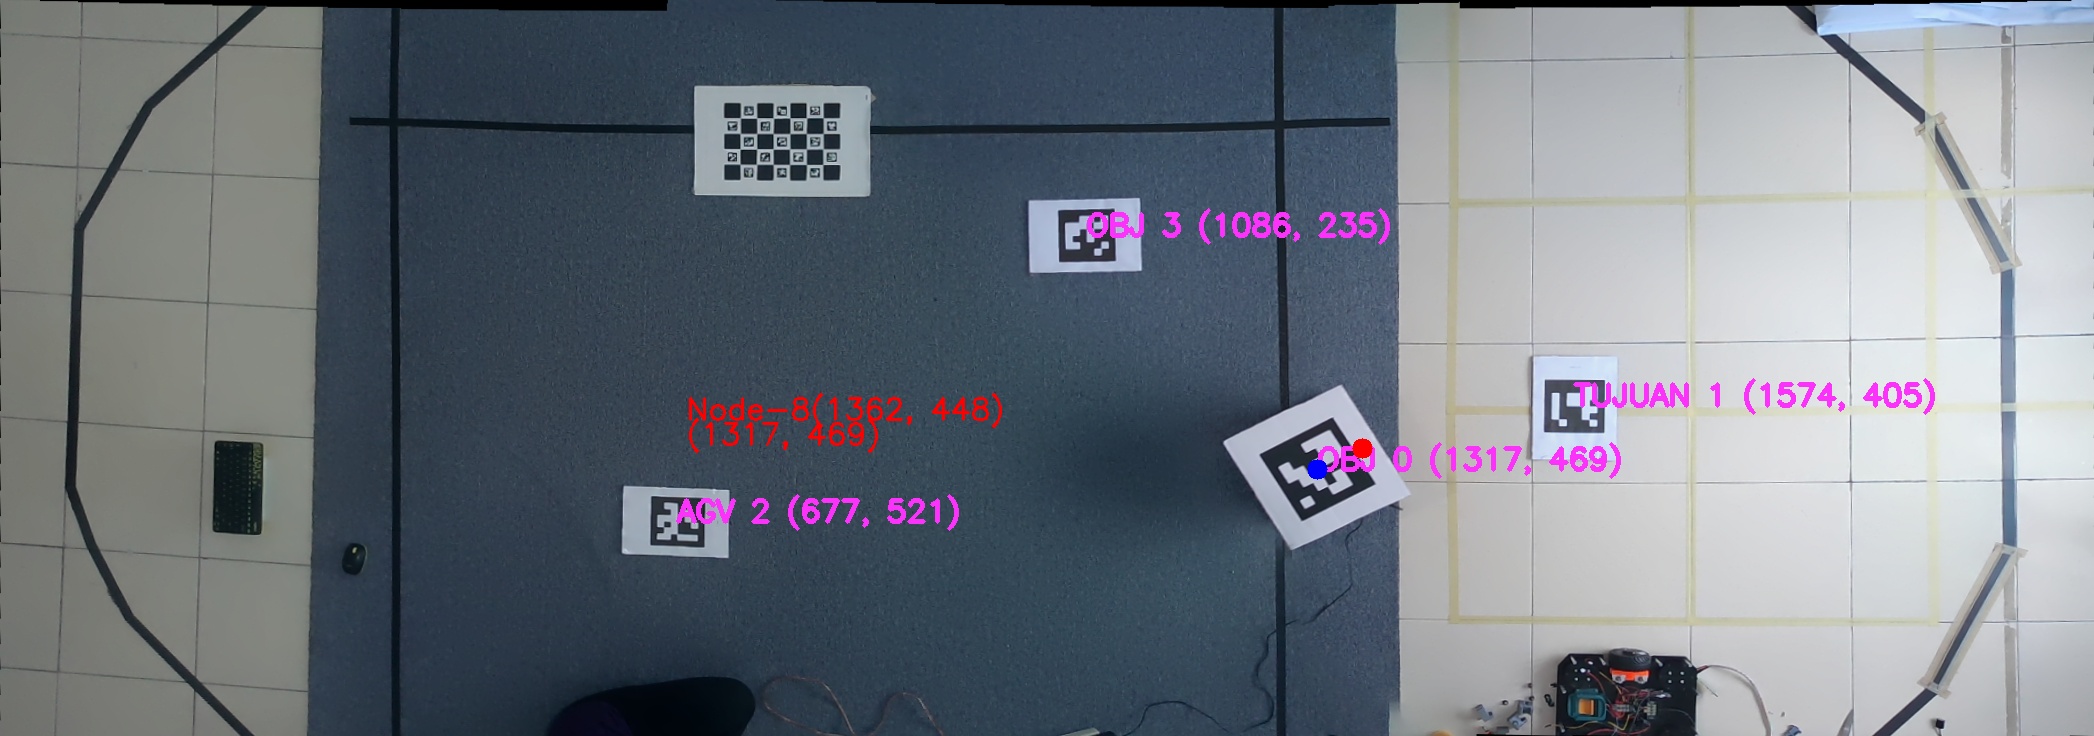 OBJ 3 (1086, 235)
TUJUAN 1 (1574, 405)
Node-8(1362, 448)
(1317, 469)
OBJ 0 (1317, 469)
AGV 2 (677, 521)